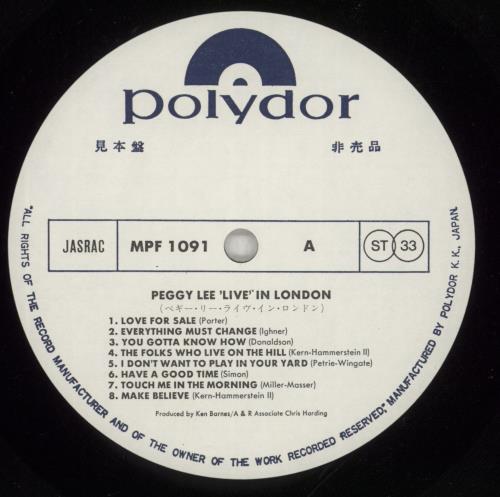 polydor
見本盤 非売品
JASRAC MPF 1091 A ST 33
PEGGY LEE 'LIVE' IN LONDON
(ペギー・リー・ライヴ・イン・ロンドン)
1. LOVE FOR SALE (Porter)
2. EVERYTHING MUST CHANGE (Ighner)
3. YOU GOTTA KNOW HOW (Donaldson)
4. THE FOLKS WHO LIVE ON THE HILL (Kern-Hammerstein II)
5. I DON'T WANT TO PLAY IN YOUR YARD (Petrie-Wingate)
6. HAVE A GOOD TIME (Simon)
7. TOUCH ME IN THE MORNING (Miller-Masser)
8. MAKE BELIEVE (Kern-Hammerstein II)
Produced by Ken Barnes/A & R Associate Chris Harding
"ALL RIGHTS OF THE RECORD MANUFACTURER AND OF THE OWNER OF THE WORK RECORDED RESERVED," MANUFACTURED BY POLYDOR K. K., JAPAN